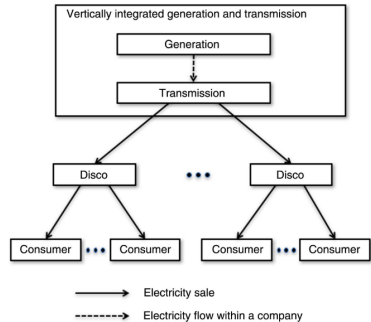 Vertically integrated generation and transmission
Generation
Transmission
Disco
Disco
Consumer
Consumer
Consumer
Consumer
Electricity sale
Electricity flow within a company